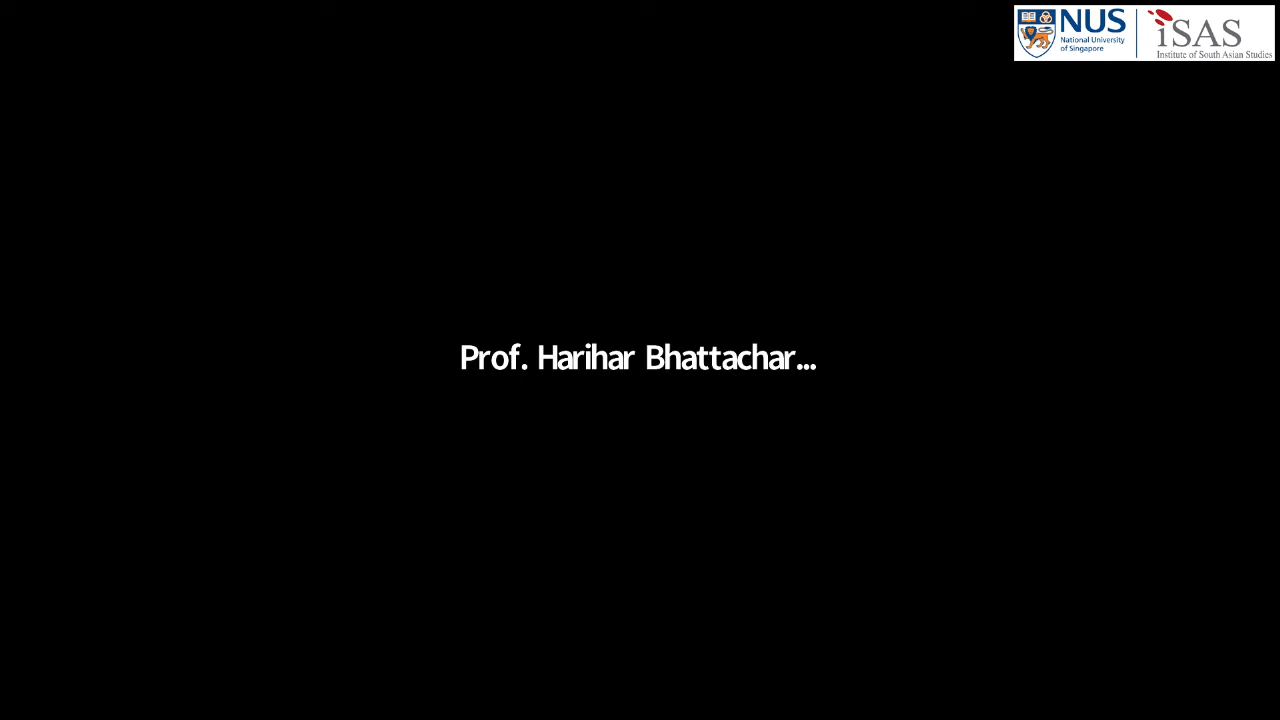 NUS
National University
of Singapore
iSAS
Institute of South Asian Studies
Prof. Harihar Bhattachar...